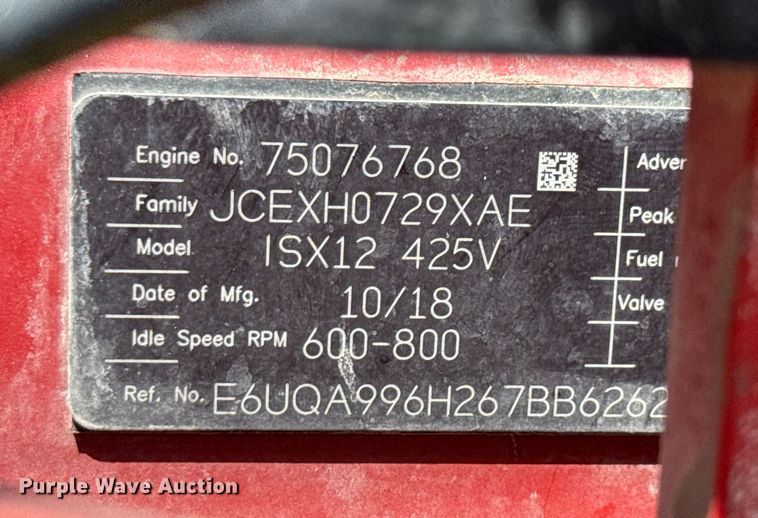 Engine No. 75076768
Family JCEXH0729XAE
Model ISX12 425V
Date of Mfg. 10/18
Idle Speed RPM 600-800
Ref. No. E6UQA996H267BB6262
Adver
Peak
Fuel
Valve
Purple Wave Auction